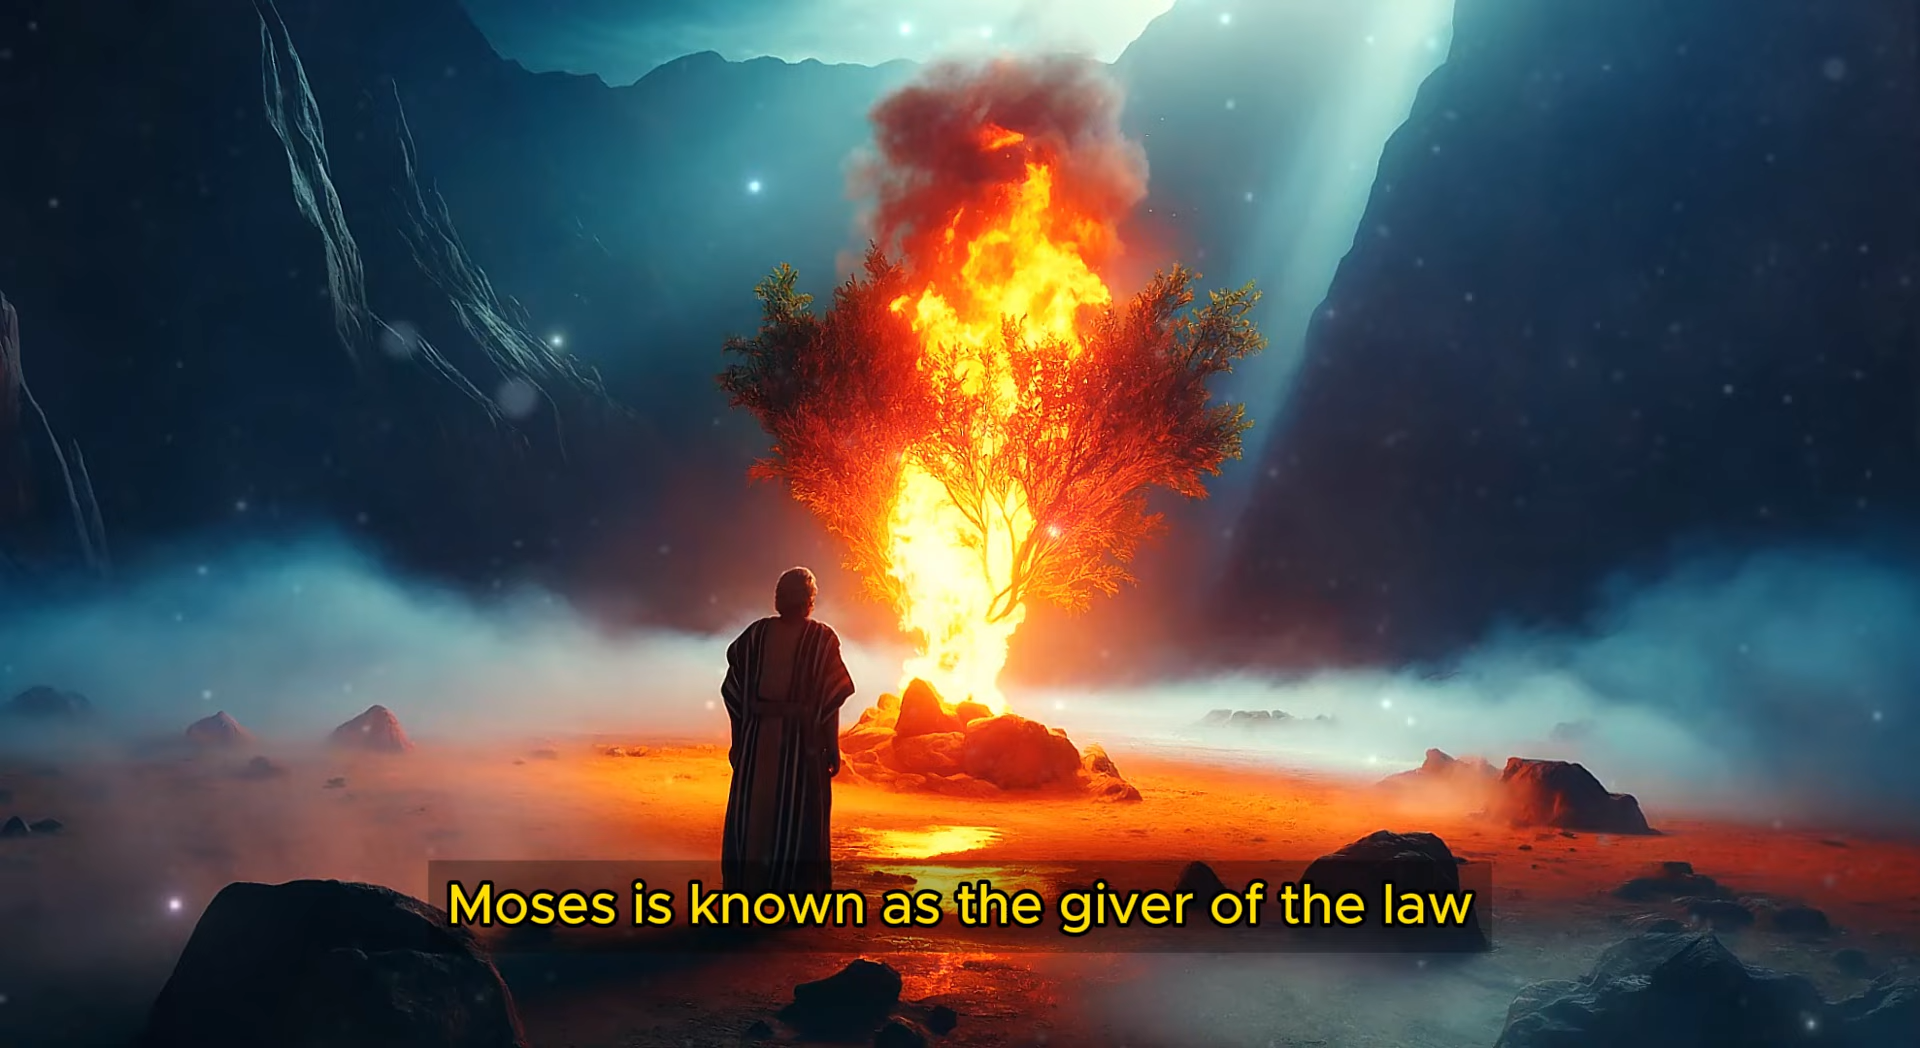 Moses is known as the giver of the law